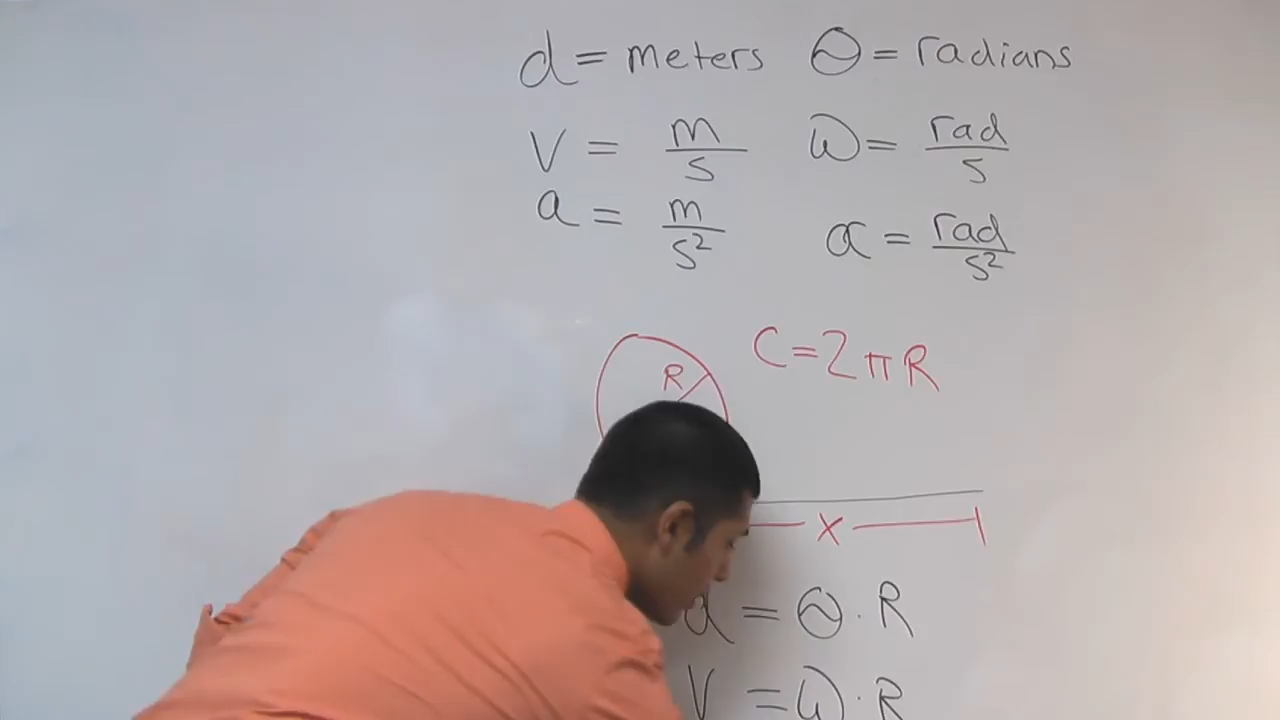 d = meters θ = radians
v = m/s ω = rad/s
a = m/s² α = rad/s²
R C = 2πR
x
d = θ · R
V = ω · R